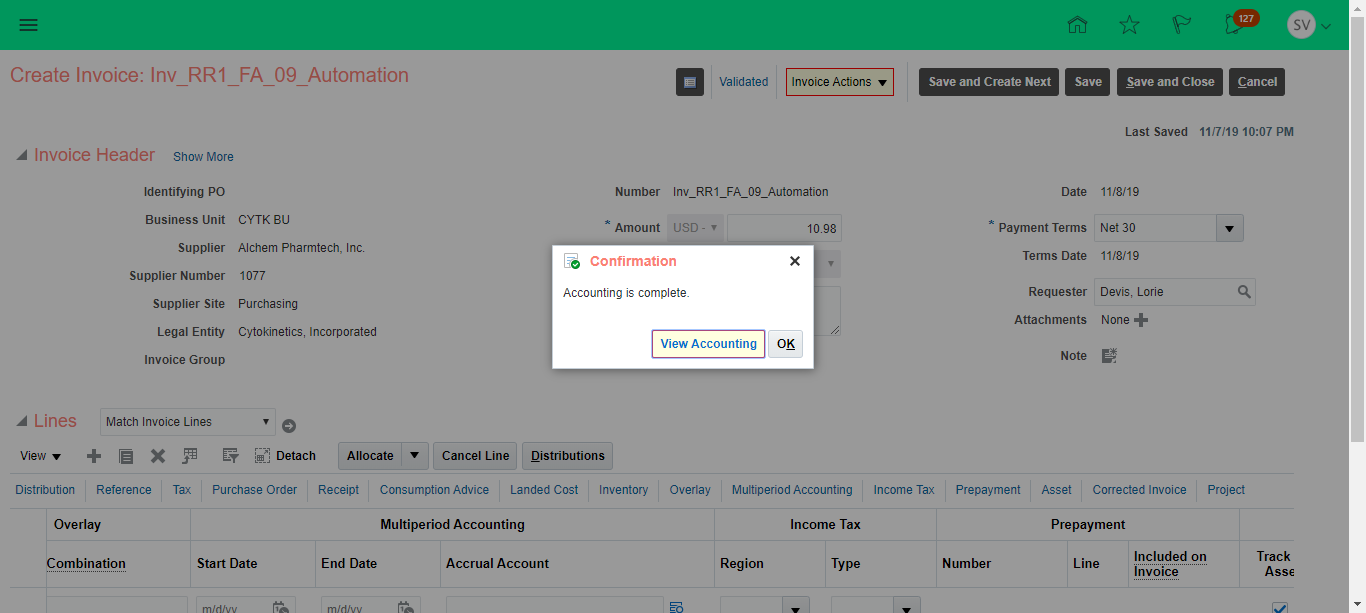 127
SV
Create Invoice: Inv_RR1_FA_09_Automation
Validated
Invoice Actions
Save and Create Next
Save
Save and Close
Cancel
Last Saved 11/7/19 10:07 PM
Invoice Header Show More
Identifying PO
Business Unit CYTK BU
Supplier Alchem Pharmtech, Inc.
Supplier Number 1077
Supplier Site Purchasing
Legal Entity Cytokinetics, Incorporated
Invoice Group
Number Inv_RR1_FA_09_Automation
* Amount USD - 10.98
Date 11/8/19
* Payment Terms Net 30
Terms Date 11/8/19
Requester Devis, Lorie
Attachments None
Note
Confirmation
Accounting is complete.
View Accounting OK
Lines Match Invoice Lines
View Detach Allocate Cancel Line Distributions
Distribution Reference Tax Purchase Order Receipt Consumption Advice Landed Cost Inventory Overlay Multiperiod Accounting Income Tax Prepayment Asset Corrected Invoice Project
Overlay Multiperiod Accounting Income Tax Prepayment
Combination Start Date End Date Accrual Account Region Type Number Line Included on Invoice Track Asse
m/d/yy m/d/yy